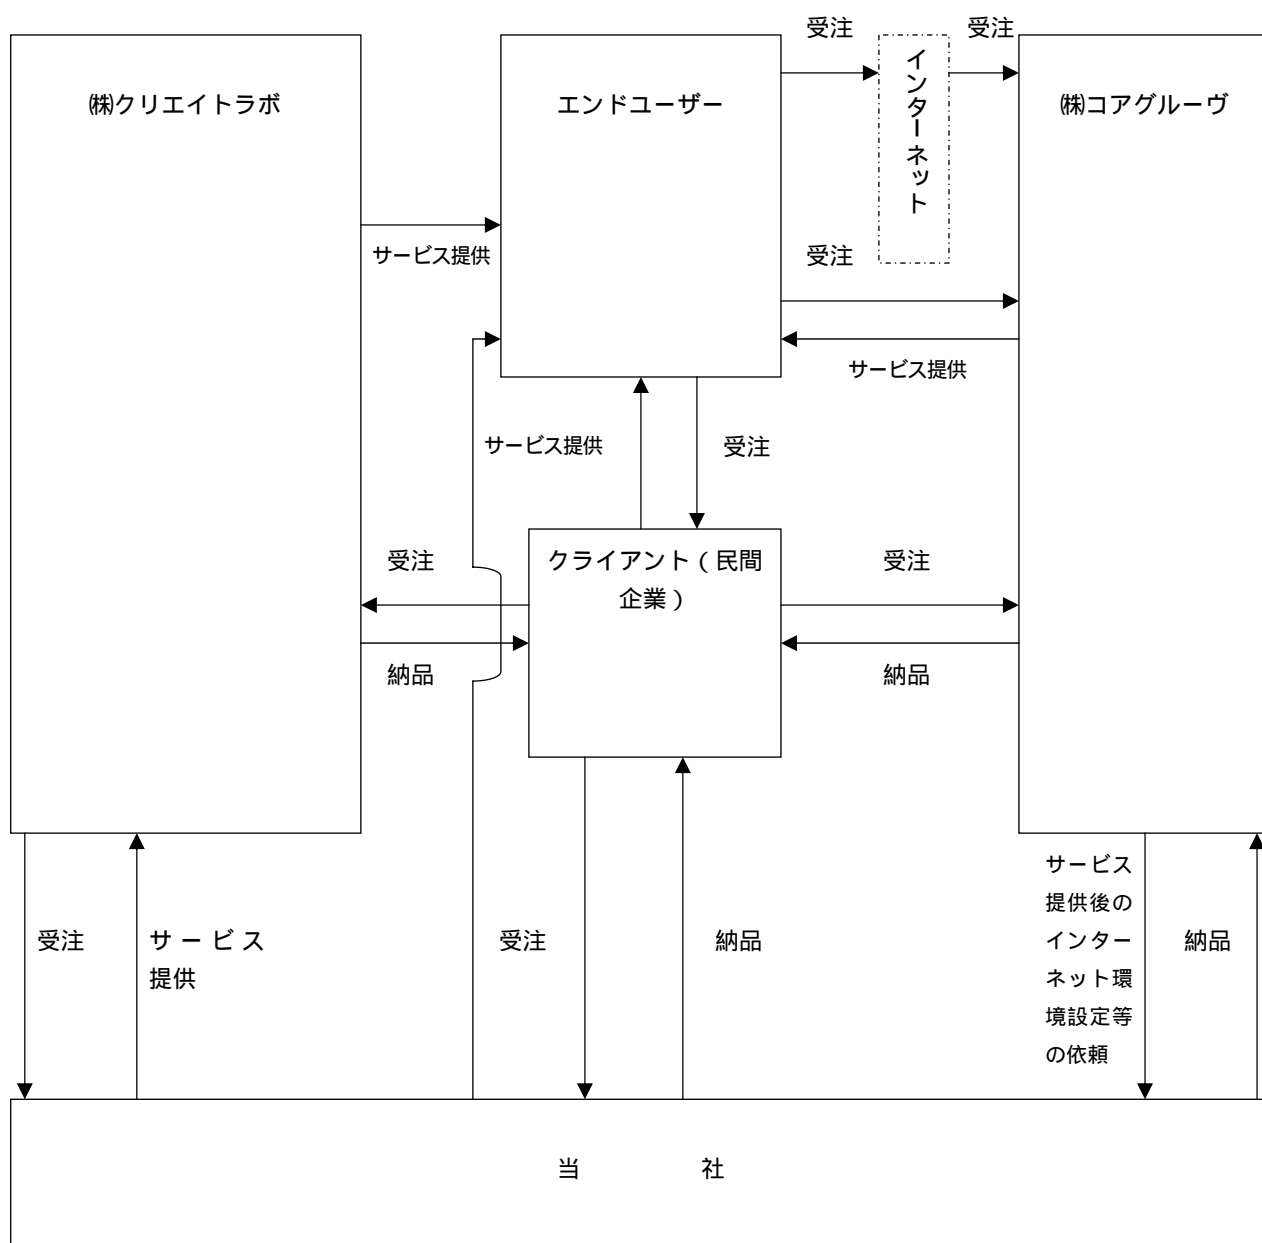 受注
受注
㈱クリエイトラボ
エンドユーザー
インターネット
㈱コアグルーヴ
サービス提供
受注
サービス提供
サービス提供
受注
受注
クライアント（民間
企業）
受注
納品
納品
受注
サービス
提供
受注
納品
サービス
提供後の
インター
ネット環
境設定等
の依頼
納品
当　　　社